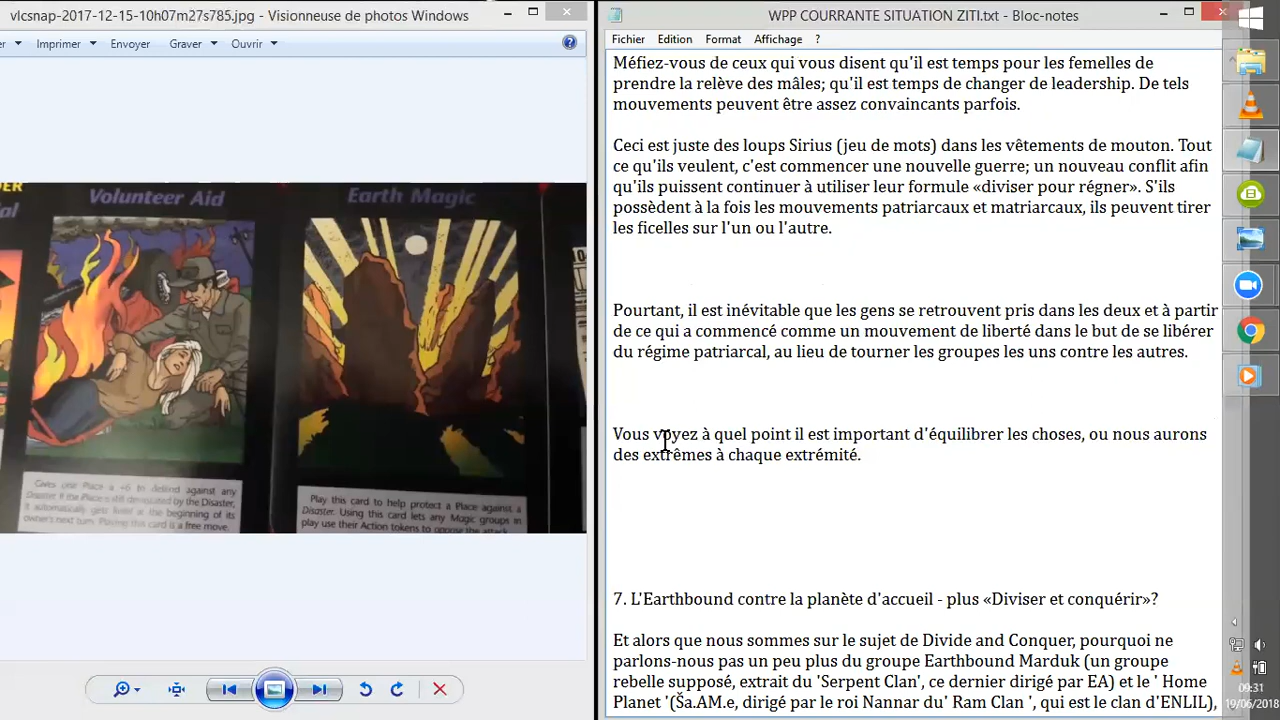 vlcsnap-2017-12-15-10h07m27s785.jpg - Visionneuse de photos Windows
Imprimer Envoyer Graver Ouvrir
Volunteer Aid
Earth Magic
Gives one Place a +6 to defend against any
Disaster. If the Place is still devastated by the Disaster,
it automatically gets at the beginning of its
owner's next turn. Playing this card is a free move.
Play this card to help protect a Place against a
Disaster. Using this card lets any Magic groups in
play use their Action tokens to oppose the attack.
WPP COURRANTE SITUATION ZITI.txt - Bloc-notes
Fichier Edition Format Affichage ?
Méfiez-vous de ceux qui vous disent qu'il est temps pour les femelles de
prendre la relève des mâles; qu'il est temps de changer de leadership. De tels
mouvements peuvent être assez convaincants parfois.
Ceci est juste des loups Sirius (jeu de mots) dans les vêtements de mouton. Tout
ce qu'ils veulent, c'est commencer une nouvelle guerre; un nouveau conflit afin
qu'ils puissent continuer à utiliser leur formule «diviser pour régner». S'ils
possèdent à la fois les mouvements patriarcaux et matriarcaux, ils peuvent tirer
les ficelles sur l'un ou l'autre.
Pourtant, il est inévitable que les gens se retrouvent pris dans les deux et à partir
de ce qui a commencé comme un mouvement de liberté dans le but de se libérer
du régime patriarcal, au lieu de tourner les groupes les uns contre les autres.
Vous voyez à quel point il est important d'équilibrer les choses, ou nous aurons
des extrêmes à chaque extrémité.
7. L'Earthbound contre la planète d'accueil - plus «Diviser et conquérir»?
Et alors que nous sommes sur le sujet de Divide and Conquer, pourquoi ne
parlons-nous pas un peu plus du groupe Earthbound Marduk (un groupe
rebelle supposé, extrait du 'Serpent Clan', ce dernier dirigé par EA) et le ' Home
Planet '(Ša.AM.e, dirigé par le roi Nannar du' Ram Clan ', qui est le clan d'ENLIL),
09:31
19/06/2018